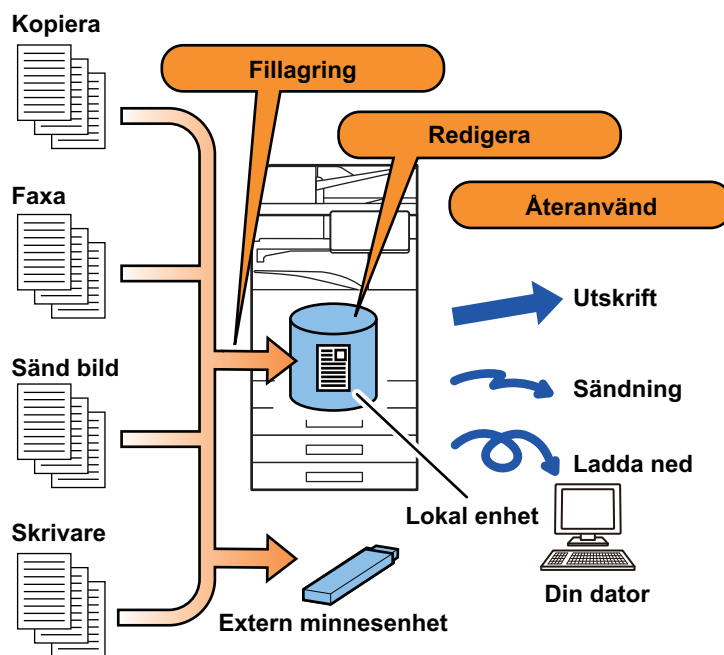 Kopiera
Fillagring
Redigera
Faxa
Återanvänd
Utskrift
Sänd bild
Sändning
Ladda ned
Lokal enhet
Skrivare
Din dator
Extern minnesenhet